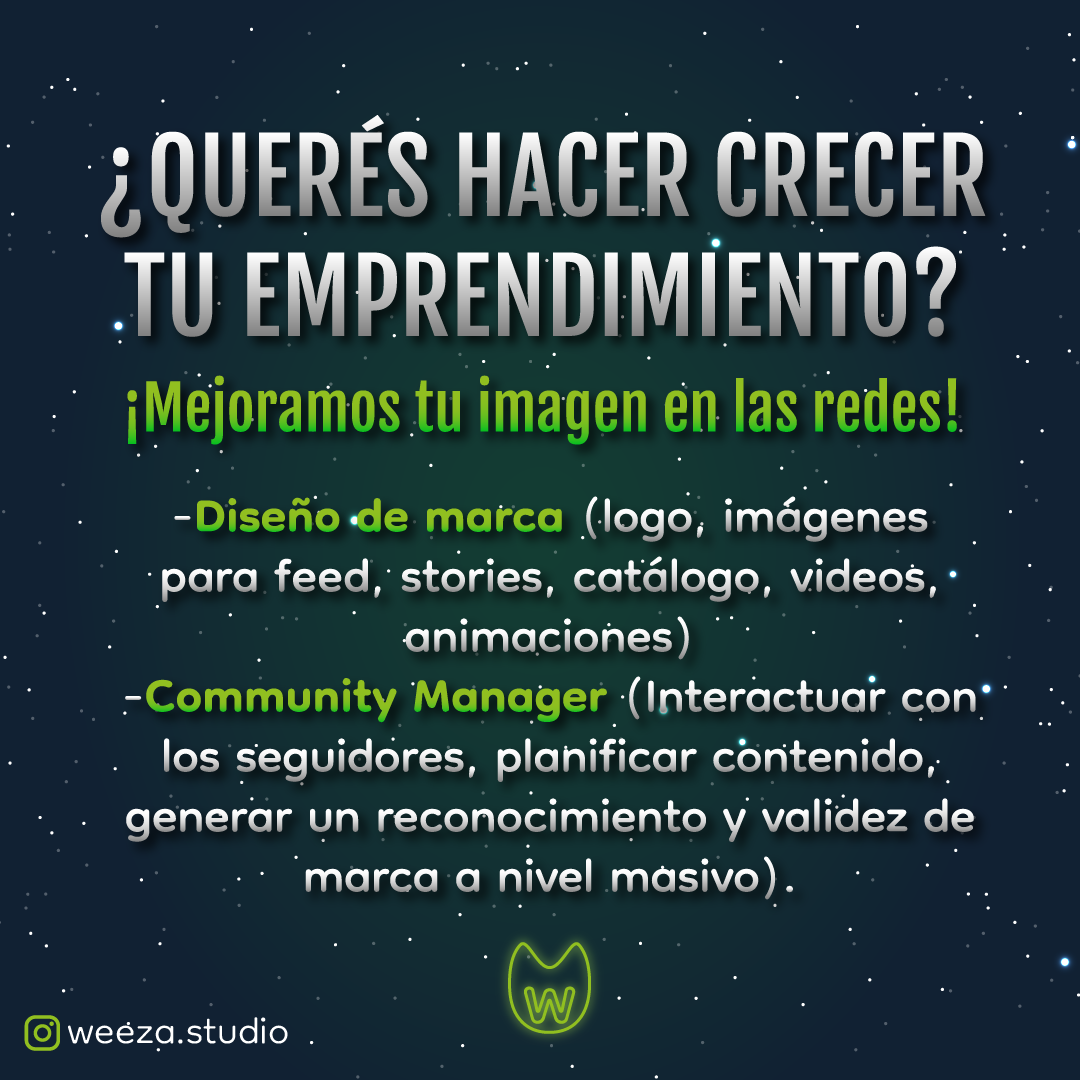 ¿QUERÉS HACER CRECER
TU EMPRENDIMIENTO?
¡Mejoramos tu imagen en las redes!
-Diseño de marca (logo, imágenes
para feed, stories, catálogo, videos,
animaciones)
-Community Manager (Interactuar con
los seguidores, planificar contenido,
generar un reconocimiento y validez de
marca a nivel masivo).
W
weeza.studio